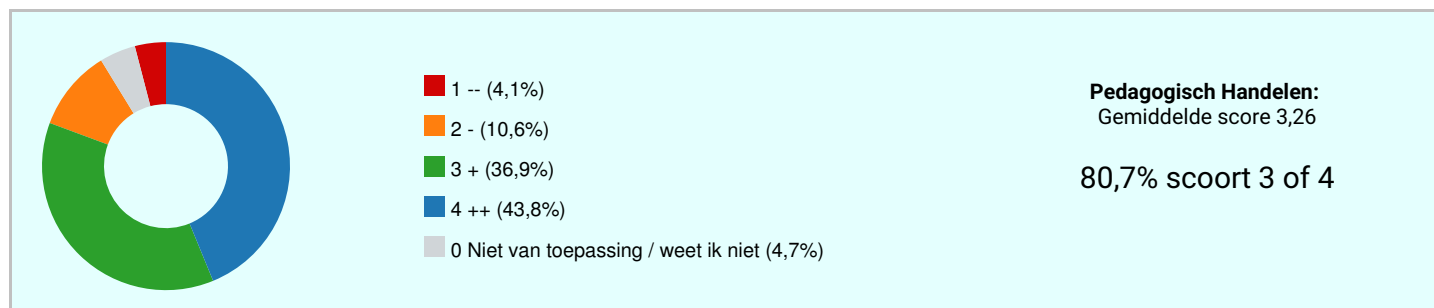 1 -- (4,1%)
2 - (10,6%)
3 + (36,9%)
4 ++ (43,8%)
0 Niet van toepassing / weet ik niet (4,7%)
Pedagogisch Handelen:
Gemiddelde score 3,26
80,7% scoort 3 of 4